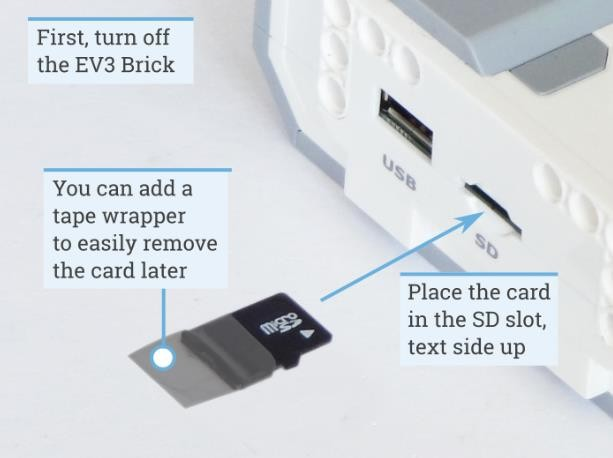 First, turn off
the EV3 Brick
USB
You can add a
tape wrapper
to easily remove
the card later
SD
Place the card
in the SD slot,
text side up
micro